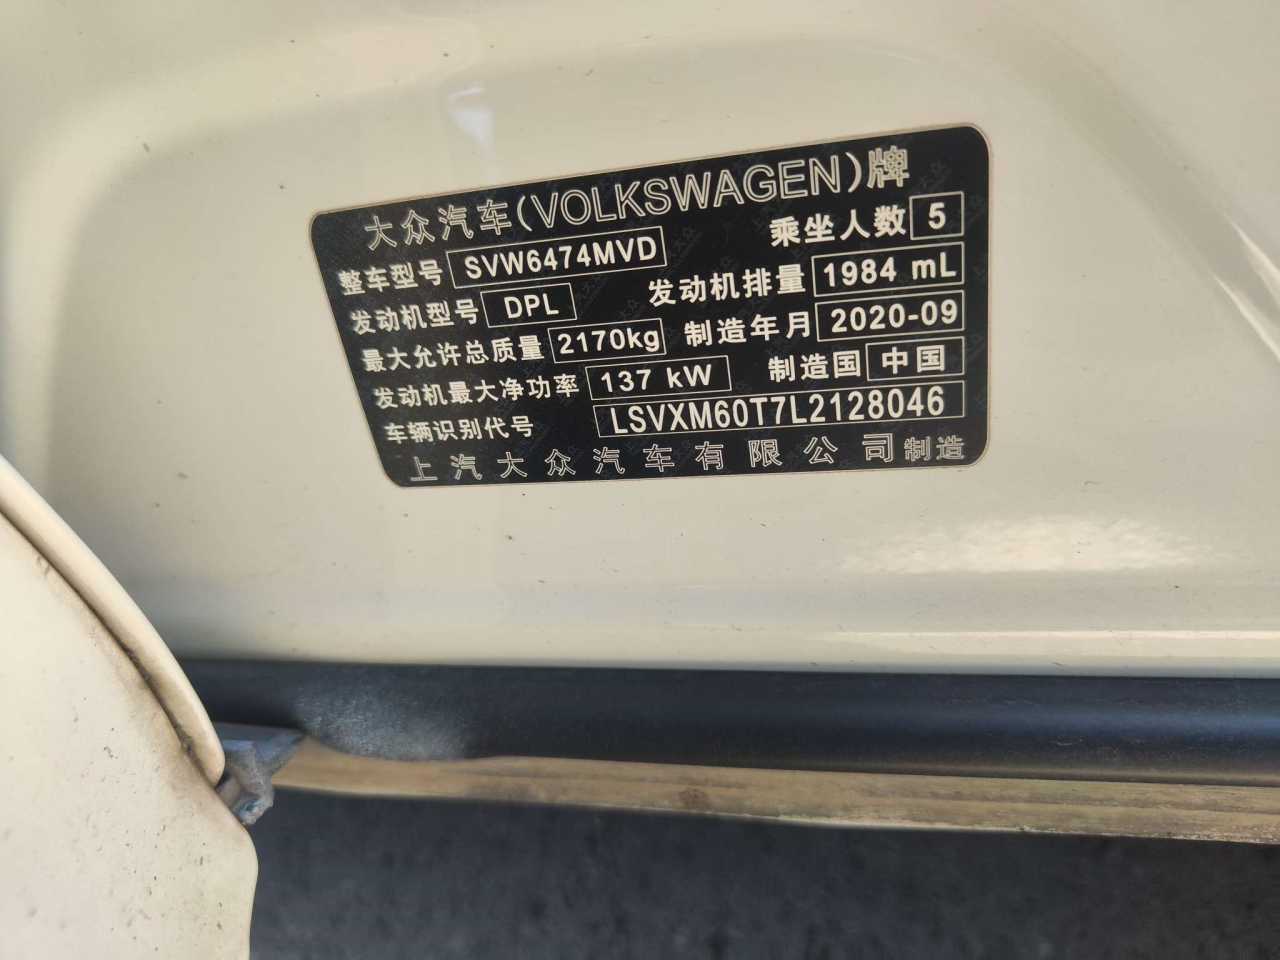 大众汽车(VOLKSWAGEN)牌
整车型号 SVW6474MVD 乘坐人数 5
发动机型号 DPL 发动机排量 1984 mL
最大允许总质量 2170kg 制造年月 2020-09
发动机最大净功率 137 kW 制造国 中国
车辆识别代号 LSVXM60T7L2128046
上汽大众汽车有限公司制造